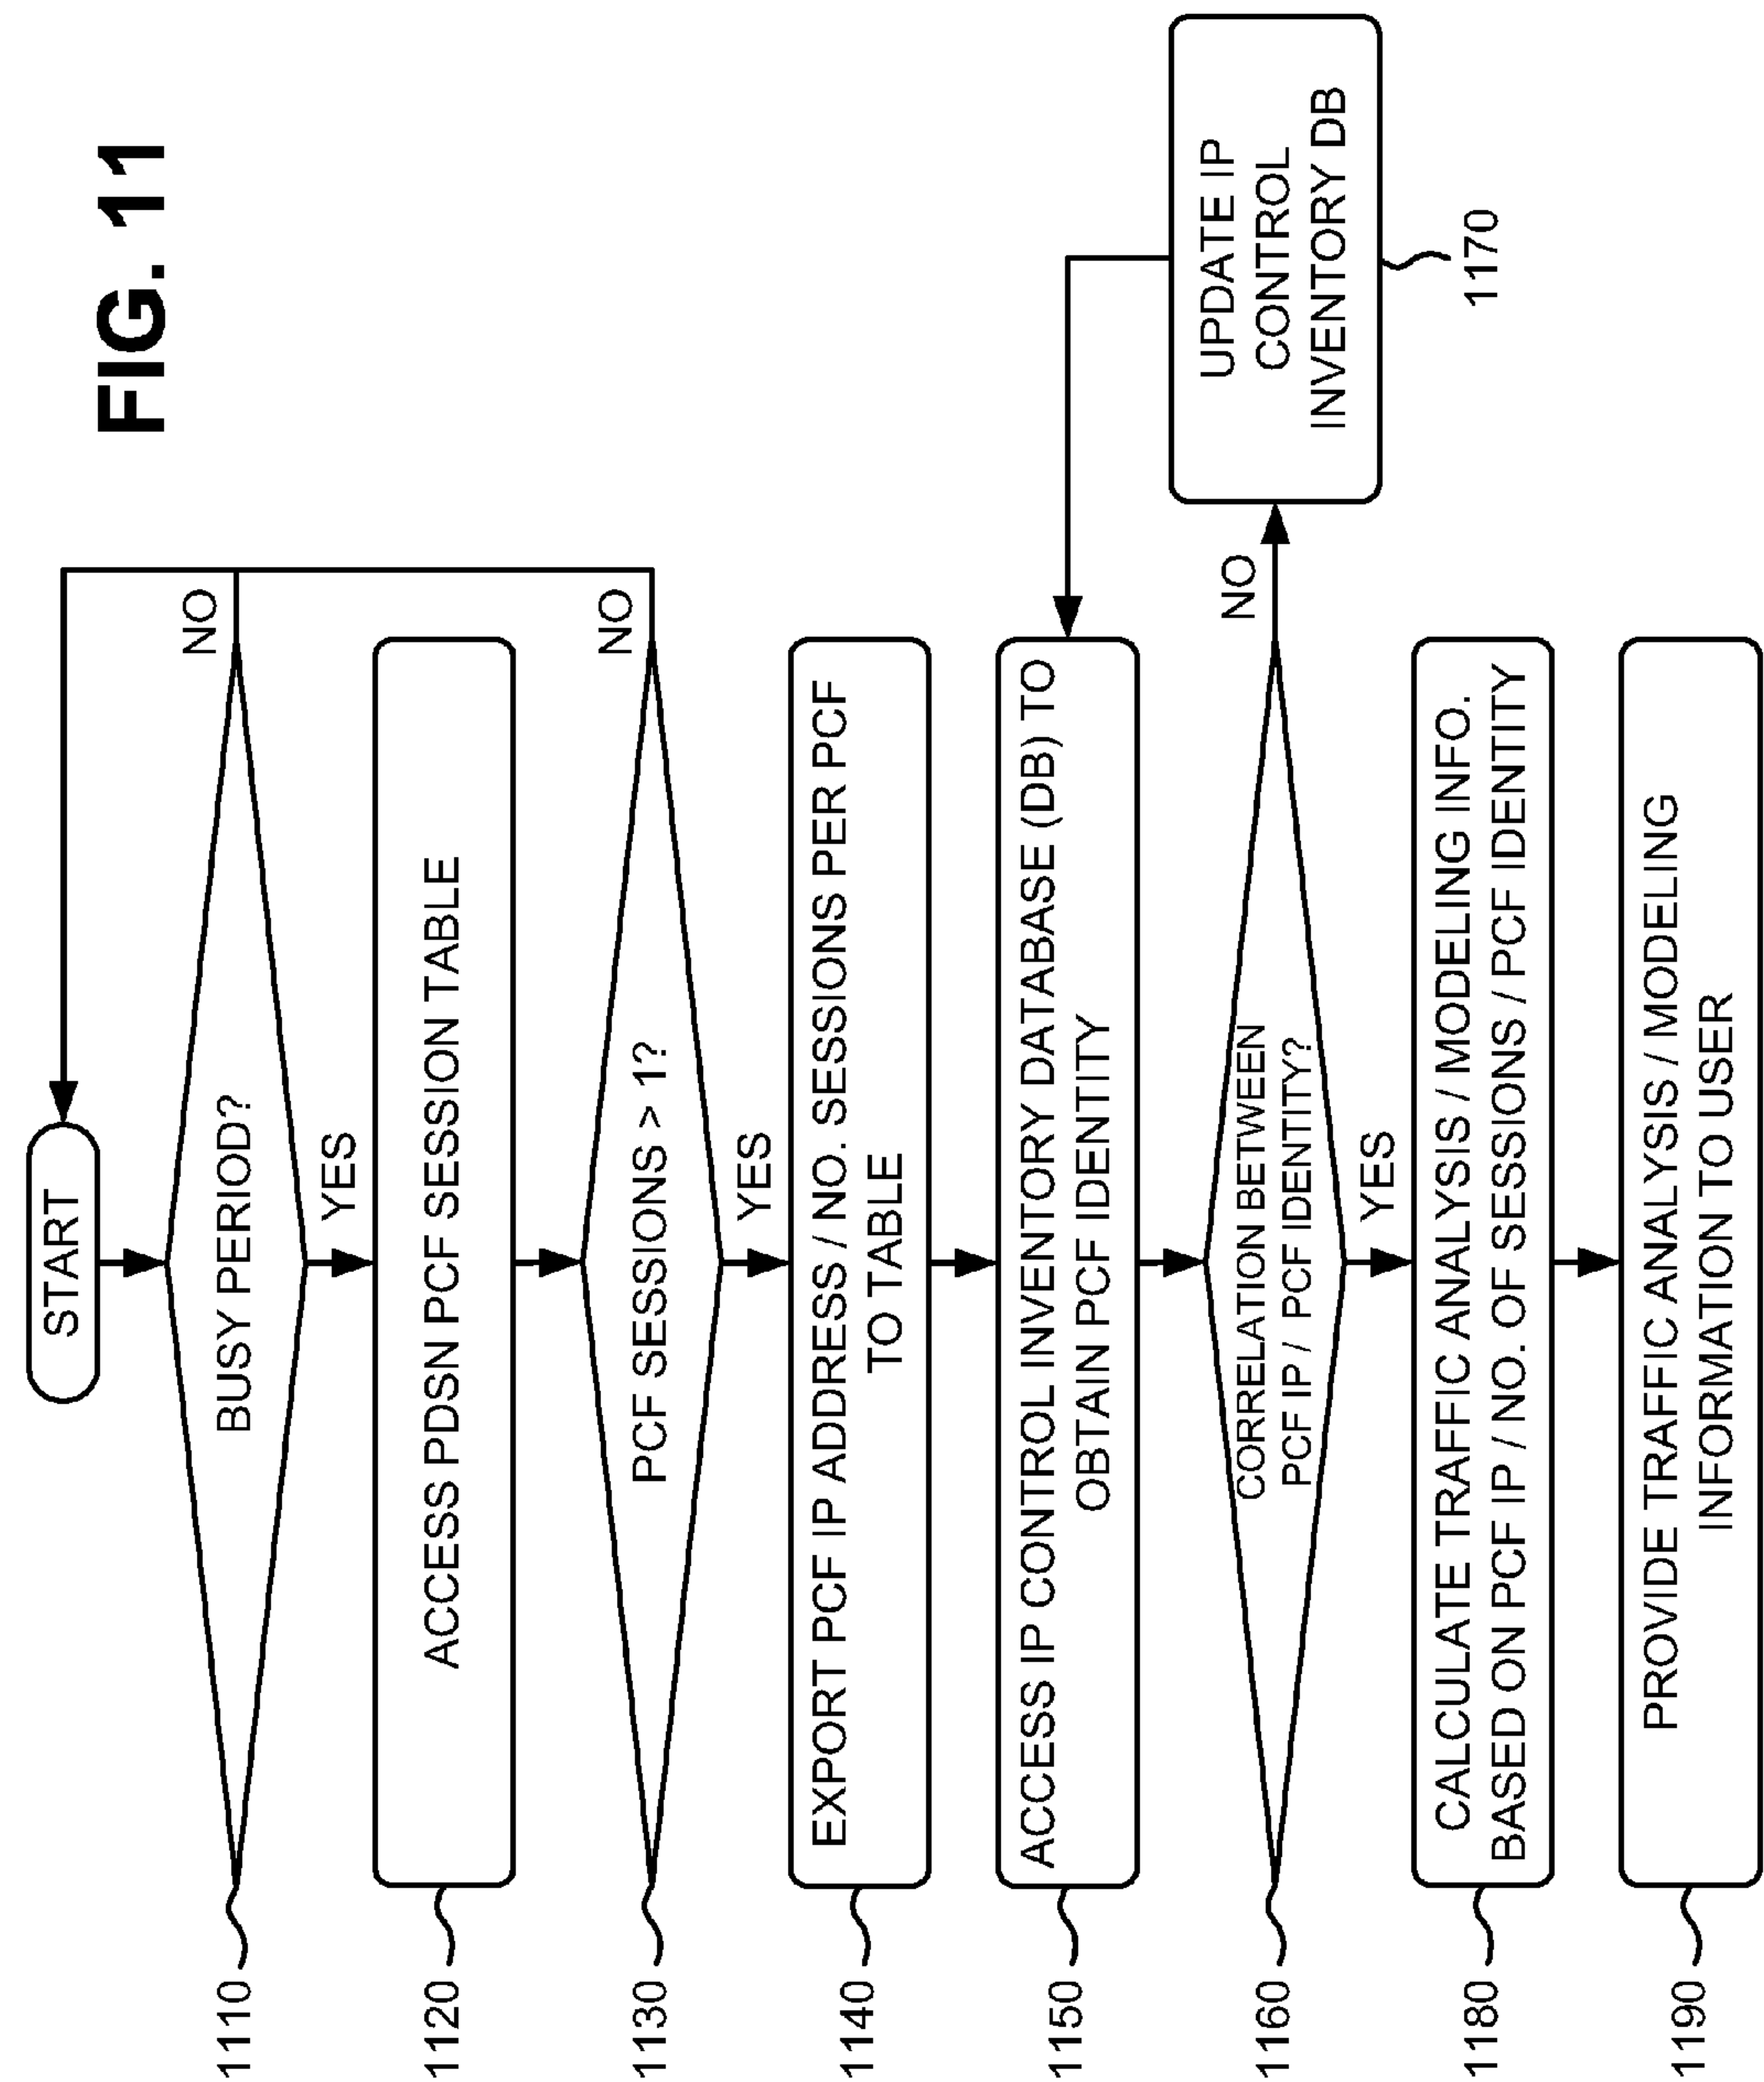 FIG. 11
START
1110
BUSY PERIOD?
NO
YES
1120
ACCESS PDSN PCF SESSION TABLE
1130
PCF SESSIONS > 1?
NO
YES
1140
EXPORT PCF IP ADDRESS / NO. SESSIONS PER PCF
TO TABLE
1150
ACCESS IP CONTROL INVENTORY DATABASE (DB) TO
OBTAIN PCF IDENTITY
1160
CORRELATION BETWEEN
PCF IP / PCF IDENTITY?
NO
YES
UPDATE IP
CONTROL
INVENTORY DB
1170
1180
CALCULATE TRAFFIC ANALYSIS / MODELING INFO.
BASED ON PCF IP / NO. OF SESSIONS / PCF IDENTITY
1190
PROVIDE TRAFFIC ANALYSIS / MODELING
INFORMATION TO USER